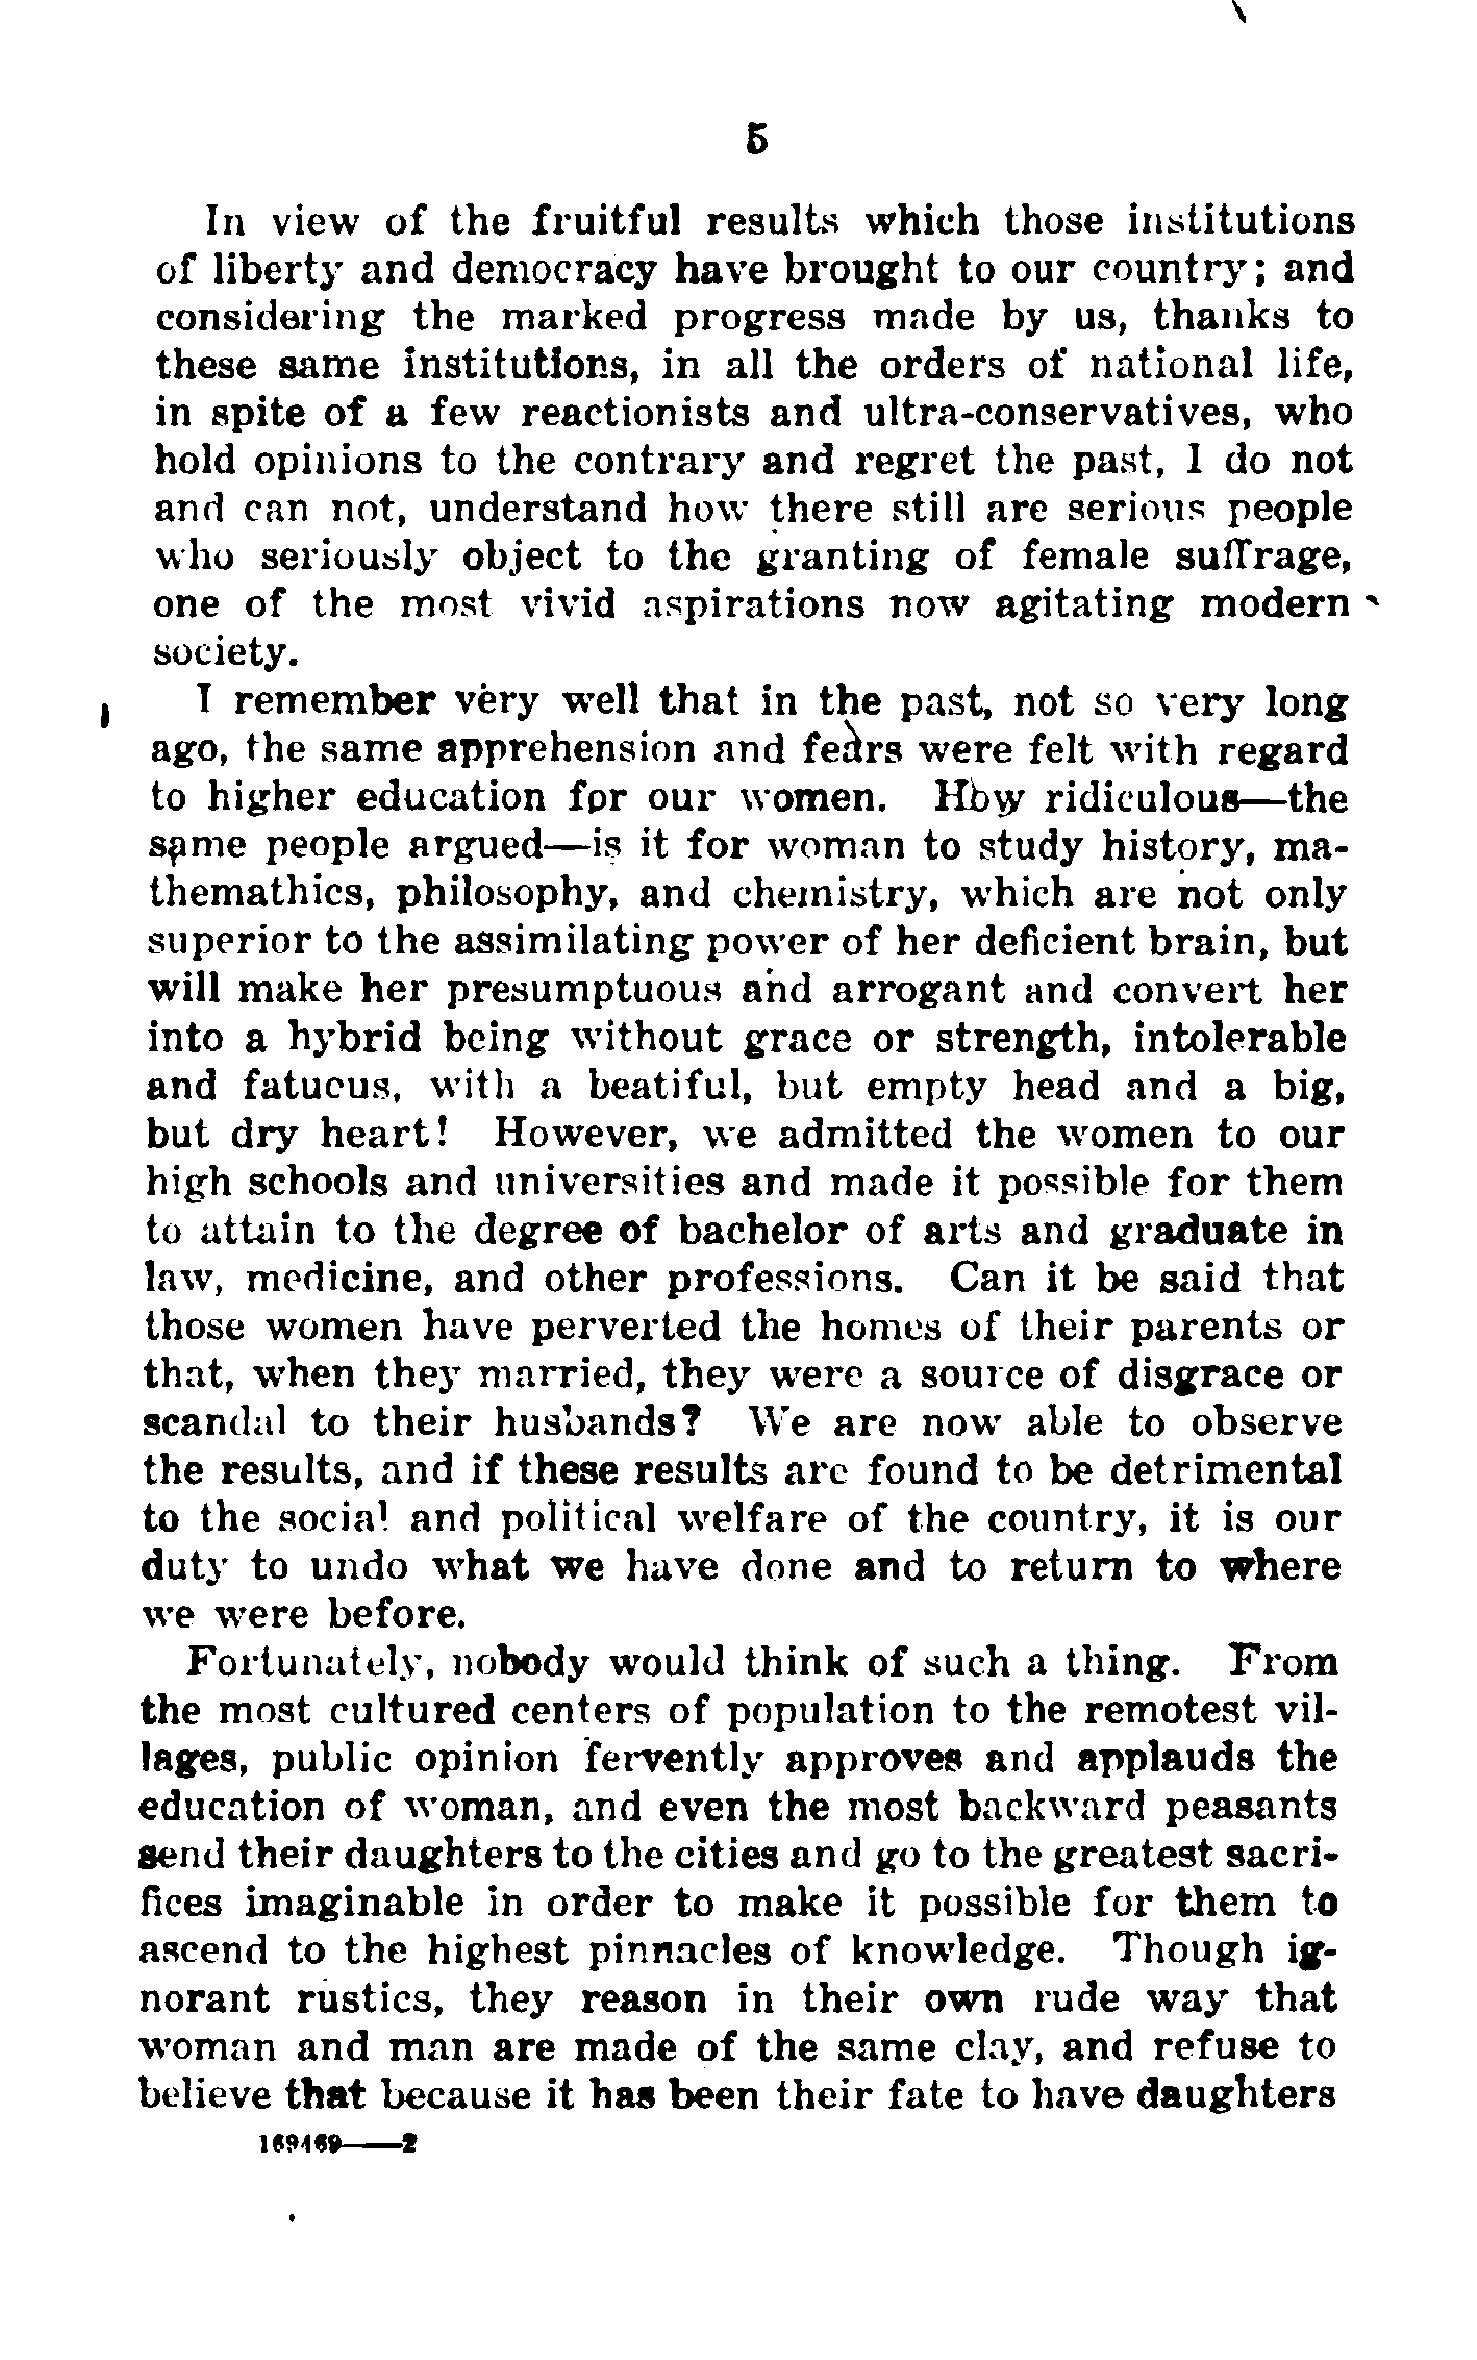 5
In view of the fruitful results which those institutions
of liberty and democracy have brought to our country; and
considering the marked progress made by us, thanks to
these same institutions, in all the orders of national life,
in spite of a few reactionists and ultra-conservatives, who
hold opinions to the contrary and regret the past, I do not
and can not, understand how there still are serious people
who seriously object to the granting of female suffrage,
one of the most vivid aspirations now agitating modern
society.
I remember very well that in the past, not so very long
ago, the same apprehension and fears were felt with regard
to higher education for our women. How ridiculous—the
same people argued—is it for woman to study history, ma-
themathics, philosophy, and chemistry, which are not only
superior to the assimilating power of her deficient brain, but
will make her presumptuous and arrogant and convert her
into a hybrid being without grace or strength, intolerable
and fatuous, with a beatiful, but empty head and a big,
but dry heart! However, we admitted the women to our
high schools and universities and made it possible for them
to attain to the degree of bachelor of arts and graduate in
law, medicine, and other professions. Can it be said that
those women have perverted the homes of their parents or
that, when they married, they were a source of disgrace or
scandal to their husbands? We are now able to observe
the results, and if these results are found to be detrimental
to the social and political welfare of the country, it is our
duty to undo what we have done and to return to where
we were before.
Fortunately, nobody would think of such a thing. From
the most cultured centers of population to the remotest vil-
lages, public opinion fervently approves and applauds the
education of woman, and even the most backward peasants
send their daughters to the cities and go to the greatest sacri-
fices imaginable in order to make it possible for them to
ascend to the highest pinnacles of knowledge. Though ig-
norant rustics, they reason in their own rude way that
woman and man are made of the same clay, and refuse to
believe that because it has been their fate to have daughters
169469——2